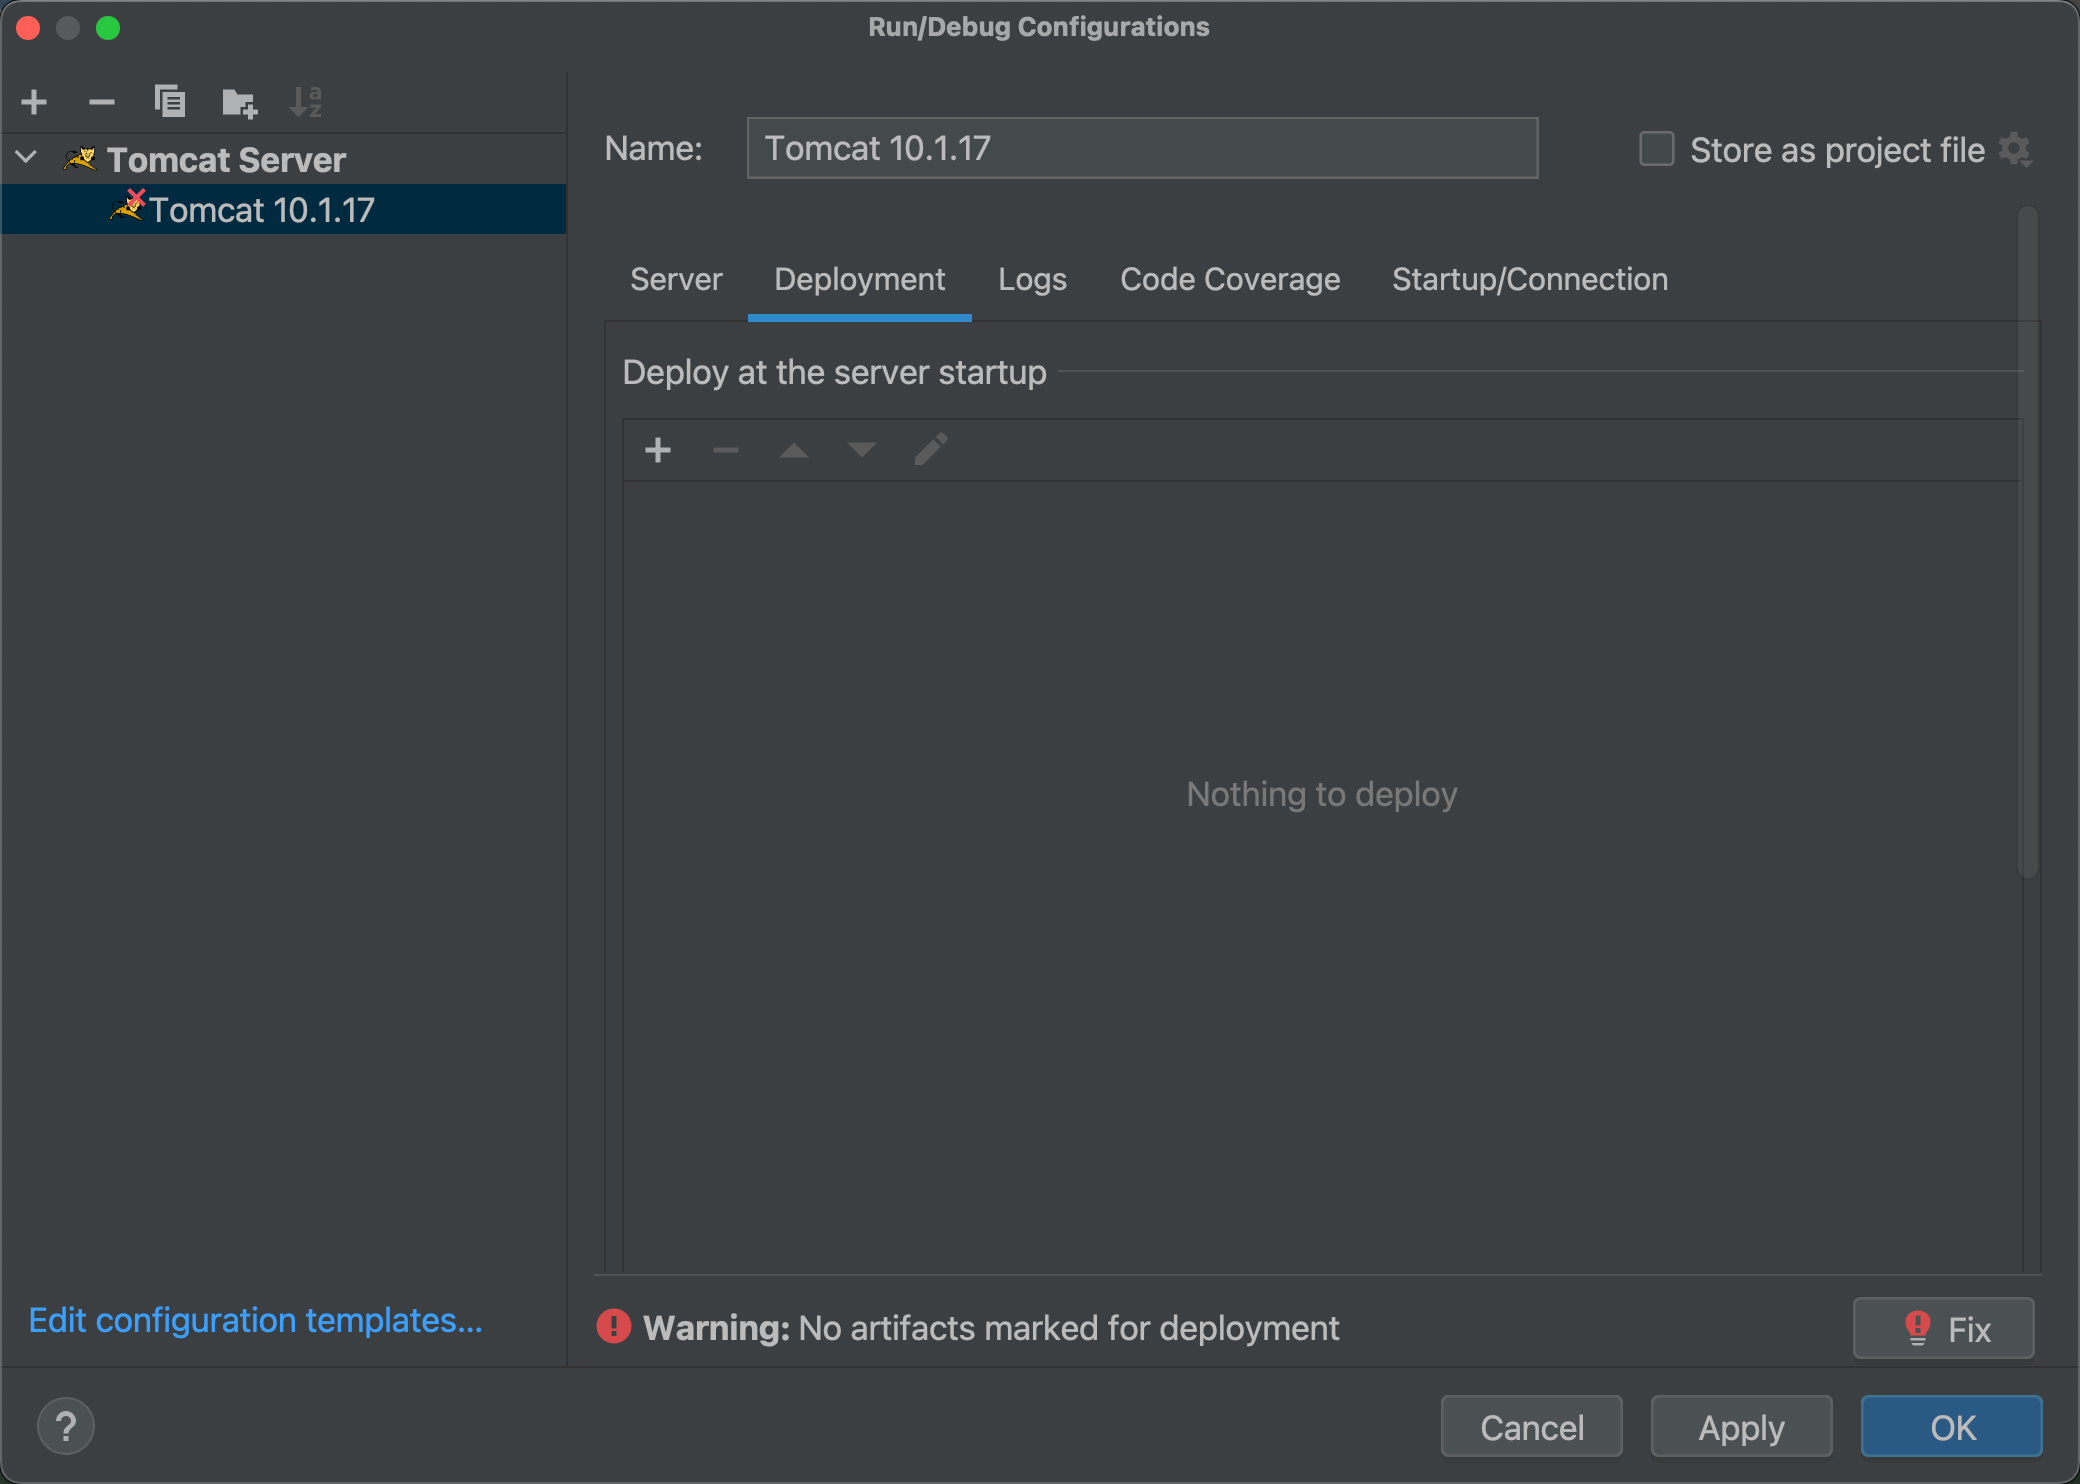 Run/Debug Configurations
Tomcat Server
Tomcat 10.1.17
Name: Tomcat 10.1.17 Store as project file
Server Deployment Logs Code Coverage Startup/Connection
Deploy at the server startup
Nothing to deploy
Edit configuration templates...
Warning: No artifacts marked for deployment
Fix
? Cancel Apply OK